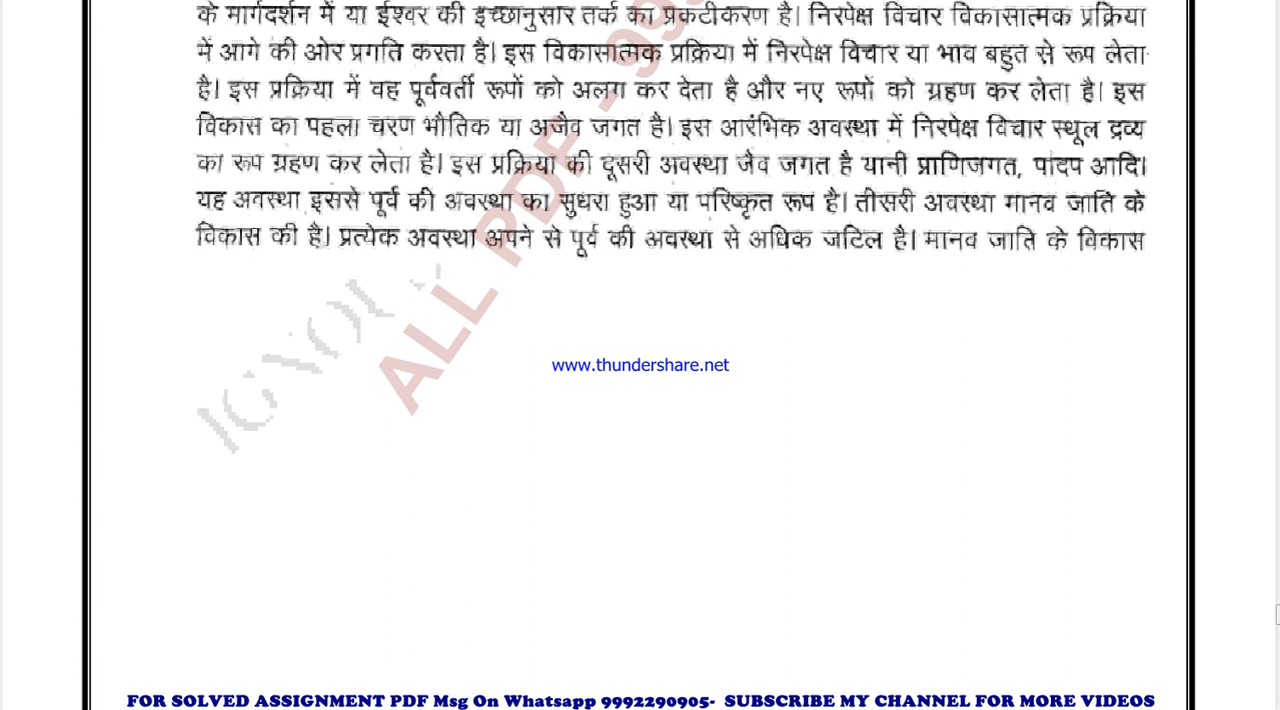 के मार्गदर्शन में या ईश्वर की इच्छानुसार तर्क का प्रकटीकरण है। निरपेक्ष विचार विकासात्मक प्रक्रिया
में आगे की ओर प्रगति करता है। इस विकासात्मक प्रक्रिया में निरपेक्ष विचार या भाव बहुत से रूप लेता
है। इस प्रक्रिया में वह पूर्ववर्ती रूपों को अलग कर देता है और नए रूपों को ग्रहण कर लेता है। इस
विकास का पहला चरण भौतिक या अजैव जगत है। इस आरंभिक अवस्था में निरपेक्ष विचार स्थूल द्रव्य
का रूप ग्रहण कर लेता है। इस प्रक्रिया की दूसरी अवस्था जैव जगत है यानी प्राणिजगत, पादप आदि।
यह अवस्था इससे पूर्व की अवस्था का सुधरा हुआ या परिष्कृत रूप है। तीसरी अवस्था मानव जाति के
विकास की है। प्रत्येक अवस्था अपने से पूर्व की अवस्था से अधिक जटिल है। मानव जाति के विकास
IGNOU
ALL PDF -99
www.thundershare.net
FOR SOLVED ASSIGNMENT PDF Msg On Whatsapp 9992290905- SUBSCRIBE MY CHANNEL FOR MORE VIDEOS